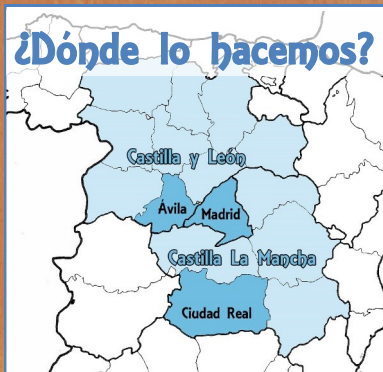 ¿Dónde lo hacemos?
Castilla y León
Ávila
Madrid
Castilla La Mancha
Ciudad Real